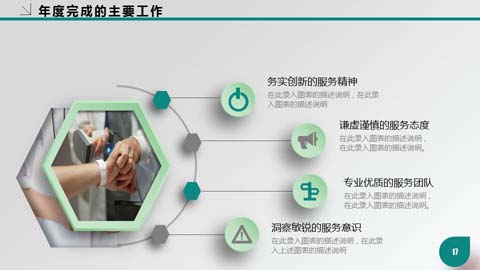 年度完成的主要工作
务实创新的服务精神
在此录入图表的描述说明，在此录
入图表的描述说明
谦虚谨慎的服务态度
在此录入图表的描述说明，
在此录入图表的描述说明。
专业优质的服务团队
在此录入图表的描述说明，
在此录入图表的描述说明。
洞察敏锐的服务意识
在此录入图表的描述说明，在此录
入上述图表的描述说明
17